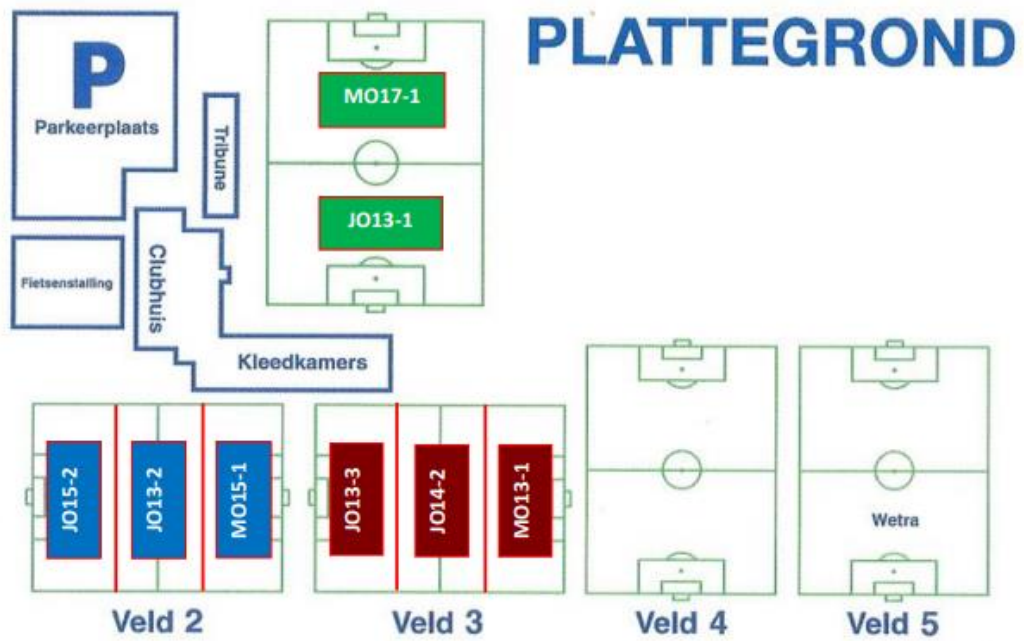 PLATTEGROND
P
Parkeerplaats
Tribune
MO17-1
JO13-1
Fietsenstalling
Clubhuis
Kleedkamers
JO15-2
JO13-2
MO15-1
JO13-3
JO14-2
MO13-1
Wetra
Veld 2
Veld 3
Veld 4
Veld 5